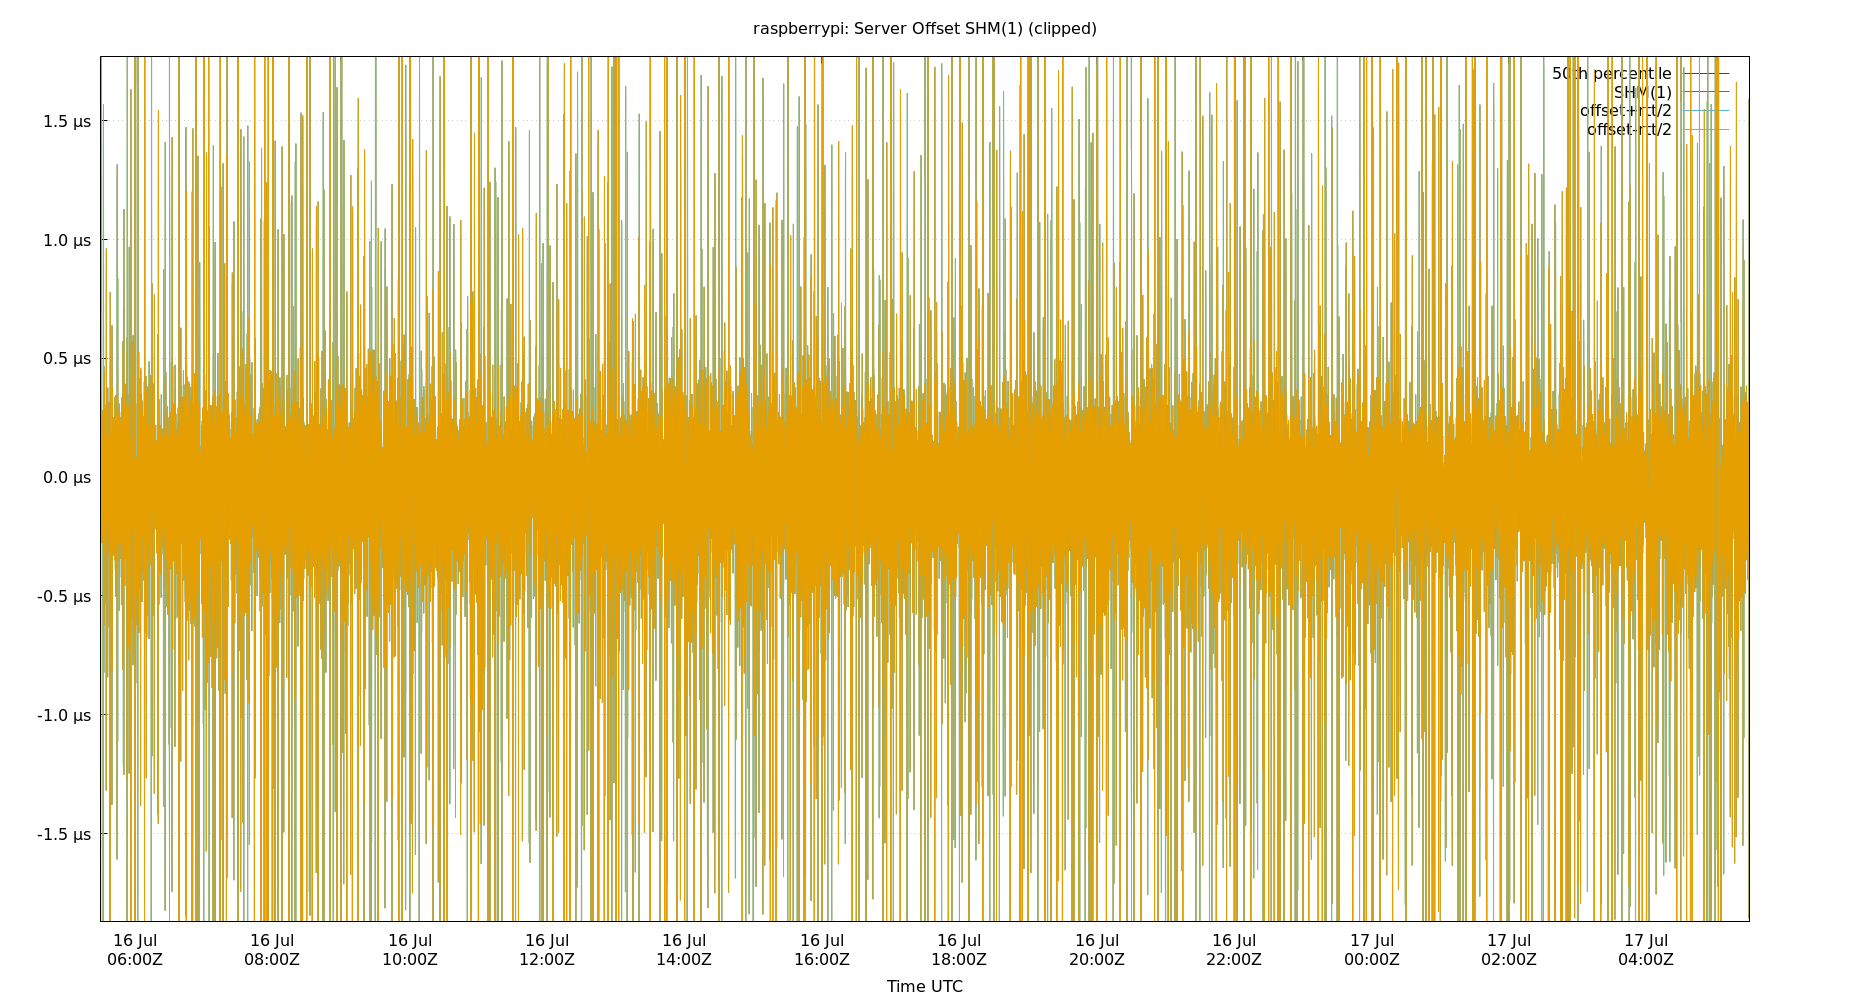 raspberrypi: Server Offset SHM(1) (clipped)
50th percentile
SHM(1)
offset+rtt/2
offset-rtt/2
1.5 µs
1.0 µs
0.5 µs
0.0 µs
-0.5 µs
-1.0 µs
-1.5 µs
16 Jul 16 Jul 16 Jul 16 Jul 16 Jul 16 Jul 16 Jul 16 Jul 16 Jul 17 Jul 17 Jul 17 Jul
06:00Z 08:00Z 10:00Z 12:00Z 14:00Z 16:00Z 18:00Z 20:00Z 22:00Z 00:00Z 02:00Z 04:00Z
Time UTC